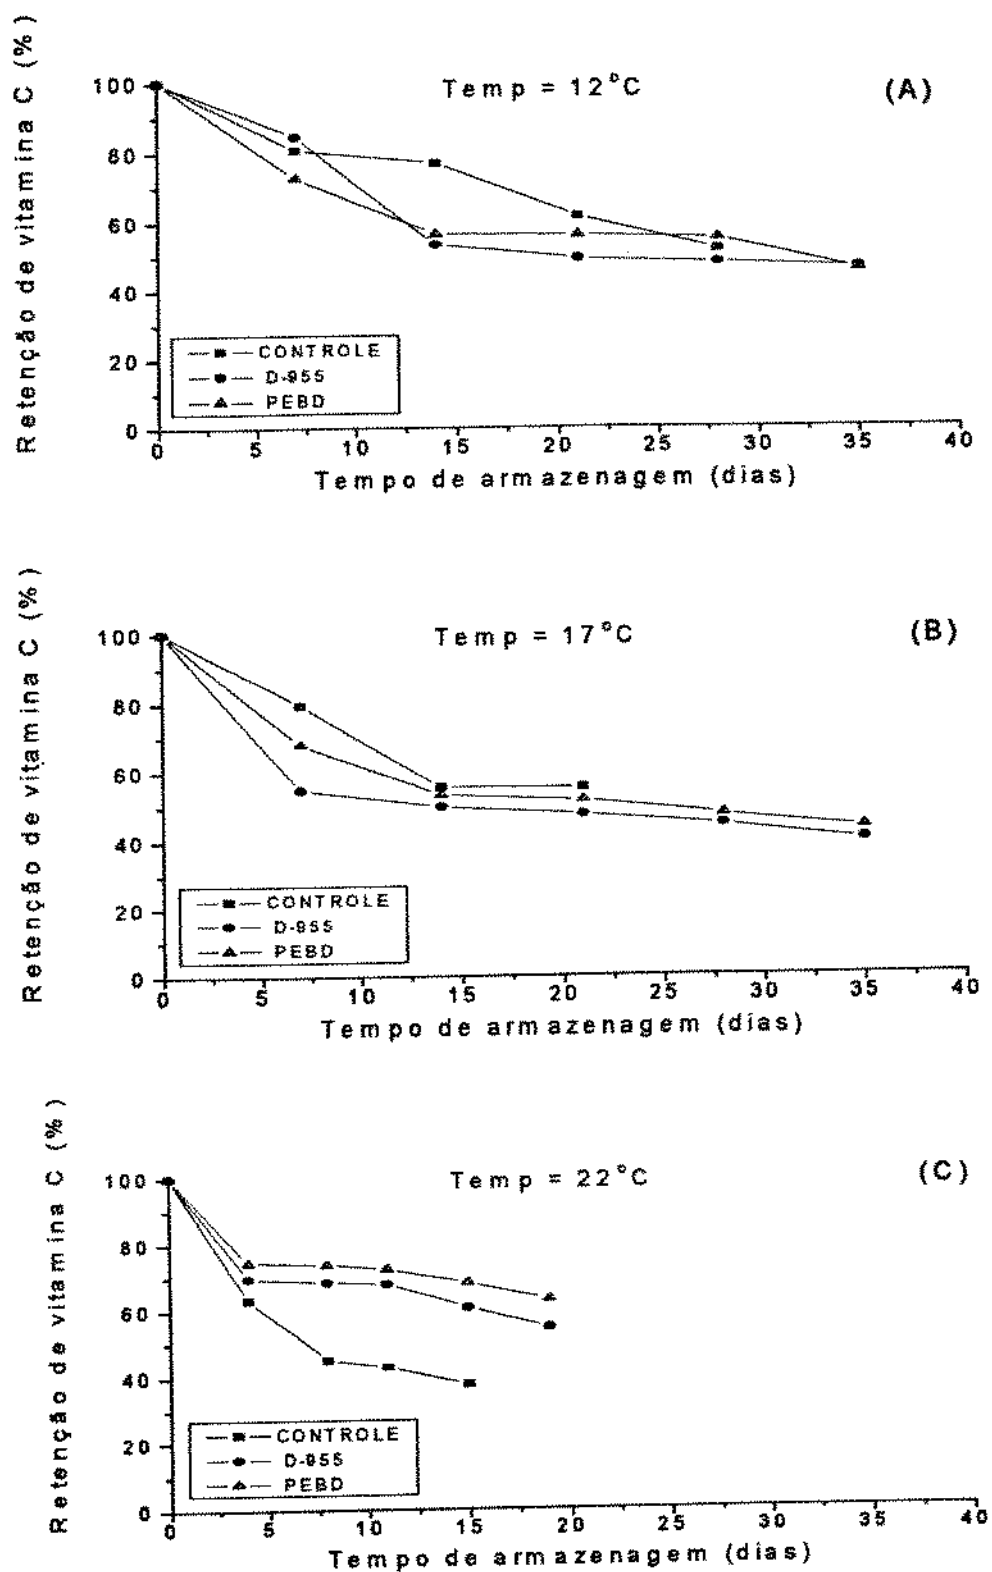 Temp = 12°C
(A)
Retenção de vitamina C (%)
100
80
60
40
20
0
CONTROLE
D-955
PEBD
0 5 10 15 20 25 30 35 40
Tempo de armazenagem (dias)
Temp = 17°C
(B)
Retenção de vitamina C (%)
100
80
60
40
20
0
CONTROLE
D-955
PEBD
0 5 10 15 20 25 30 35 40
Tempo de armazenagem (días)
Temp = 22°C
(C)
Retenção de vitamina C (%)
100
80
60
40
20
0
CONTROLE
D-955
PEBD
0 5 10 15 20 25 30 35 40
Tempo de armazenagem (dias)